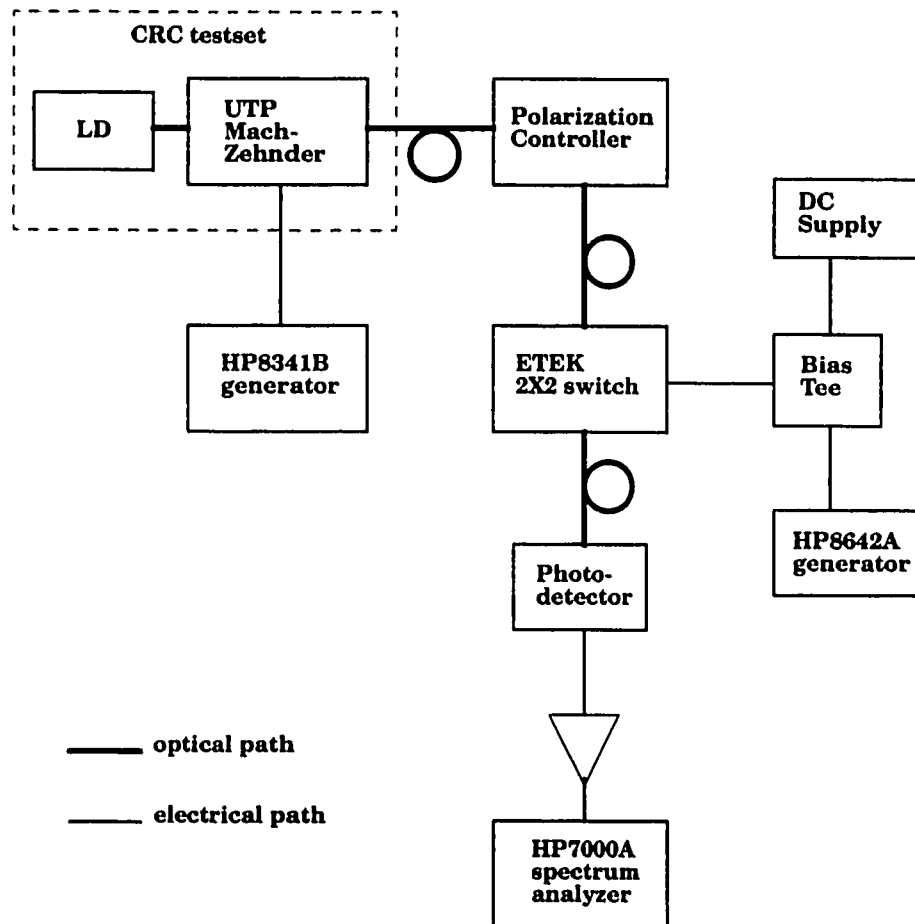 CRC testset
LD
UTP
Mach-
Zehnder
Polarization
Controller
DC
Supply
HP8341B
generator
ETEK
2X2 switch
Bias
Tee
HP8642A
generator
Photo-
detector
optical path
electrical path
HP7000A
spectrum
analyzer